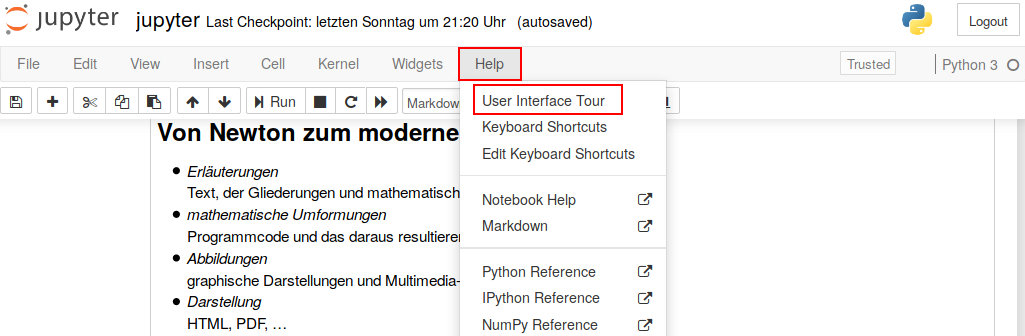 jupyter jupyter Last Checkpoint: letzten Sonntag um 21:20 Uhr (autosaved) Logout
File Edit View Insert Cell Kernel Widgets Help Trusted Python 3
Run Markdow
User Interface Tour
Keyboard Shortcuts
Edit Keyboard Shortcuts
Notebook Help
Markdown
Python Reference
IPython Reference
NumPy Reference
Von Newton zum moderne
Erläuterungen
Text, der Gliederungen und mathematisch
mathematische Umformungen
Programmcode und das daraus resultierer
Abbildungen
graphische Darstellungen und Multimedia-
Darstellung
HTML, PDF, …